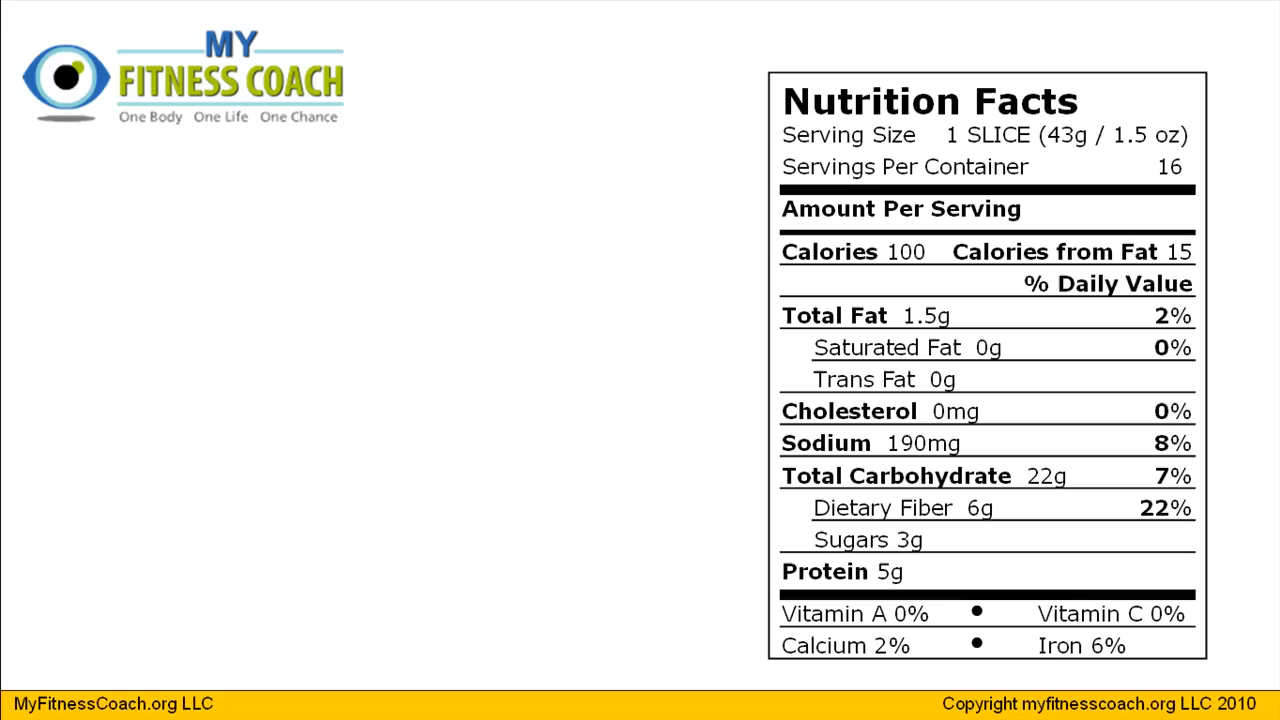 MY
FITNESS COACH
One Body One Life One Chance
Nutrition Facts
Serving Size 1 SLICE (43g / 1.5 oz)
Servings Per Container 16
Amount Per Serving
Calories 100 Calories from Fat 15
% Daily Value
Total Fat 1.5g 2%
Saturated Fat 0g 0%
Trans Fat 0g
Cholesterol 0mg 0%
Sodium 190mg 8%
Total Carbohydrate 22g 7%
Dietary Fiber 6g 22%
Sugars 3g
Protein 5g
Vitamin A 0% • Vitamin C 0%
Calcium 2% • Iron 6%
MyFitnessCoach.org LLC Copyright myfitnesscoach.org LLC 2010